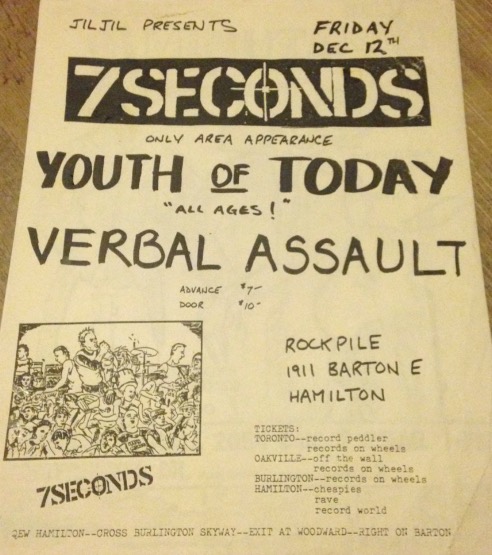 JILJIL PRESENTS
FRIDAY
DEC 12TH
7SECONDS
ONLY AREA APPEARANCE
YOUTH OF TODAY
"ALL AGES!"
VERBAL ASSAULT
ADVANCE $7-
DOOR $10-
ROCKPILE
1911 BARTON E
HAMILTON
7SECONDS
TICKETS:
TORONTO--record peddler
records on wheels
OAKVILLE--off the wall
records on wheels
BURLINGTON--records on wheels
HAMILTON--cheapies
rave
record world
QEW HAMILTON--CROSS BURLINGTON SKYWAY--EXIT AT WOODWARD--RIGHT ON BARTON